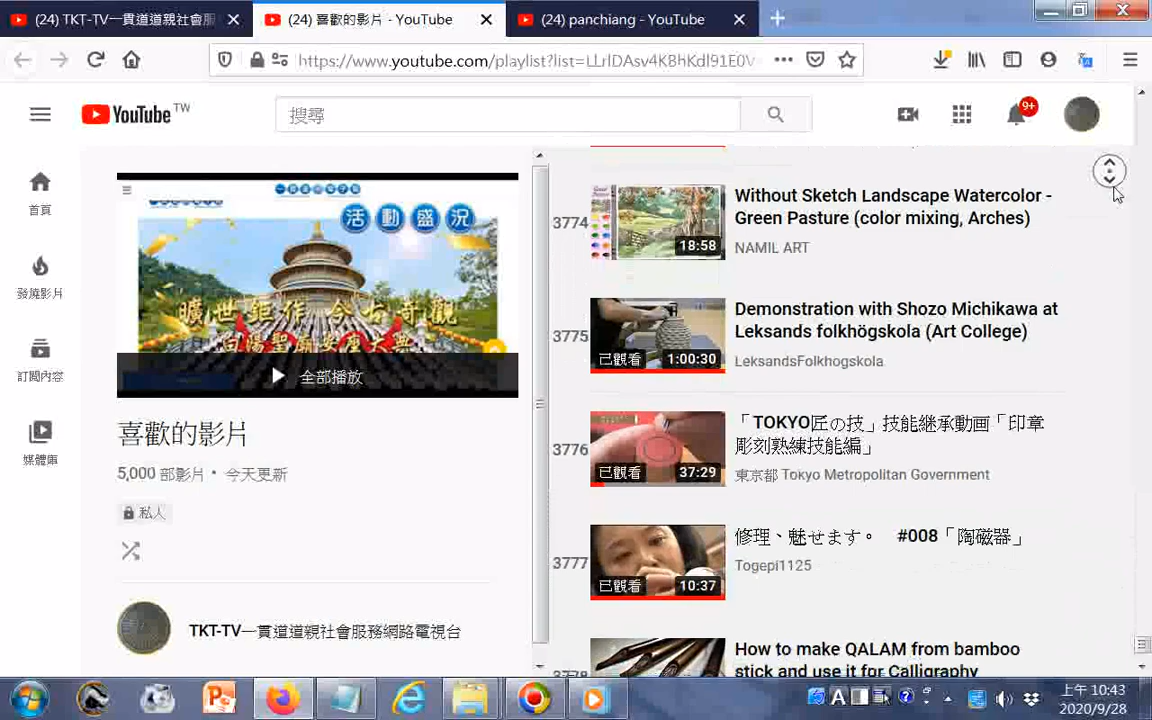 (24) TKT-TV一貫道道親社會服
(24) 喜歡的影片 - YouTube
(24) panchiang - YouTube
https://www.youtube.com/playlist?list=LLrIDAsv4KBhKdl91E0V
YouTube TW
搜尋
9+
首頁
發燒影片
訂閱內容
媒體庫
活動盛況
曠世鉅作 今古奇觀
白陽聖廟安座大典
全部播放
喜歡的影片
5,000 部影片・今天更新
私人
TKT-TV一貫道道親社會服務網路電視台
3774
18:58
Without Sketch Landscape Watercolor -
Green Pasture (color mixing, Arches)
NAMIL ART
3775
已觀看
1:00:30
Demonstration with Shozo Michikawa at
Leksands folkhögskola (Art College)
LeksandsFolkhogskola
3776
已觀看
37:29
「TOKYO匠の技」技能継承動画「印章
彫刻熟練技能編」
東京都 Tokyo Metropolitan Government
3777
已觀看
10:37
修理、魅せます。 #008「陶磁器」
Togepi1125
3778
How to make QALAM from bamboo
stick and use it for Calligraphy
上午 10:43
2020/9/28